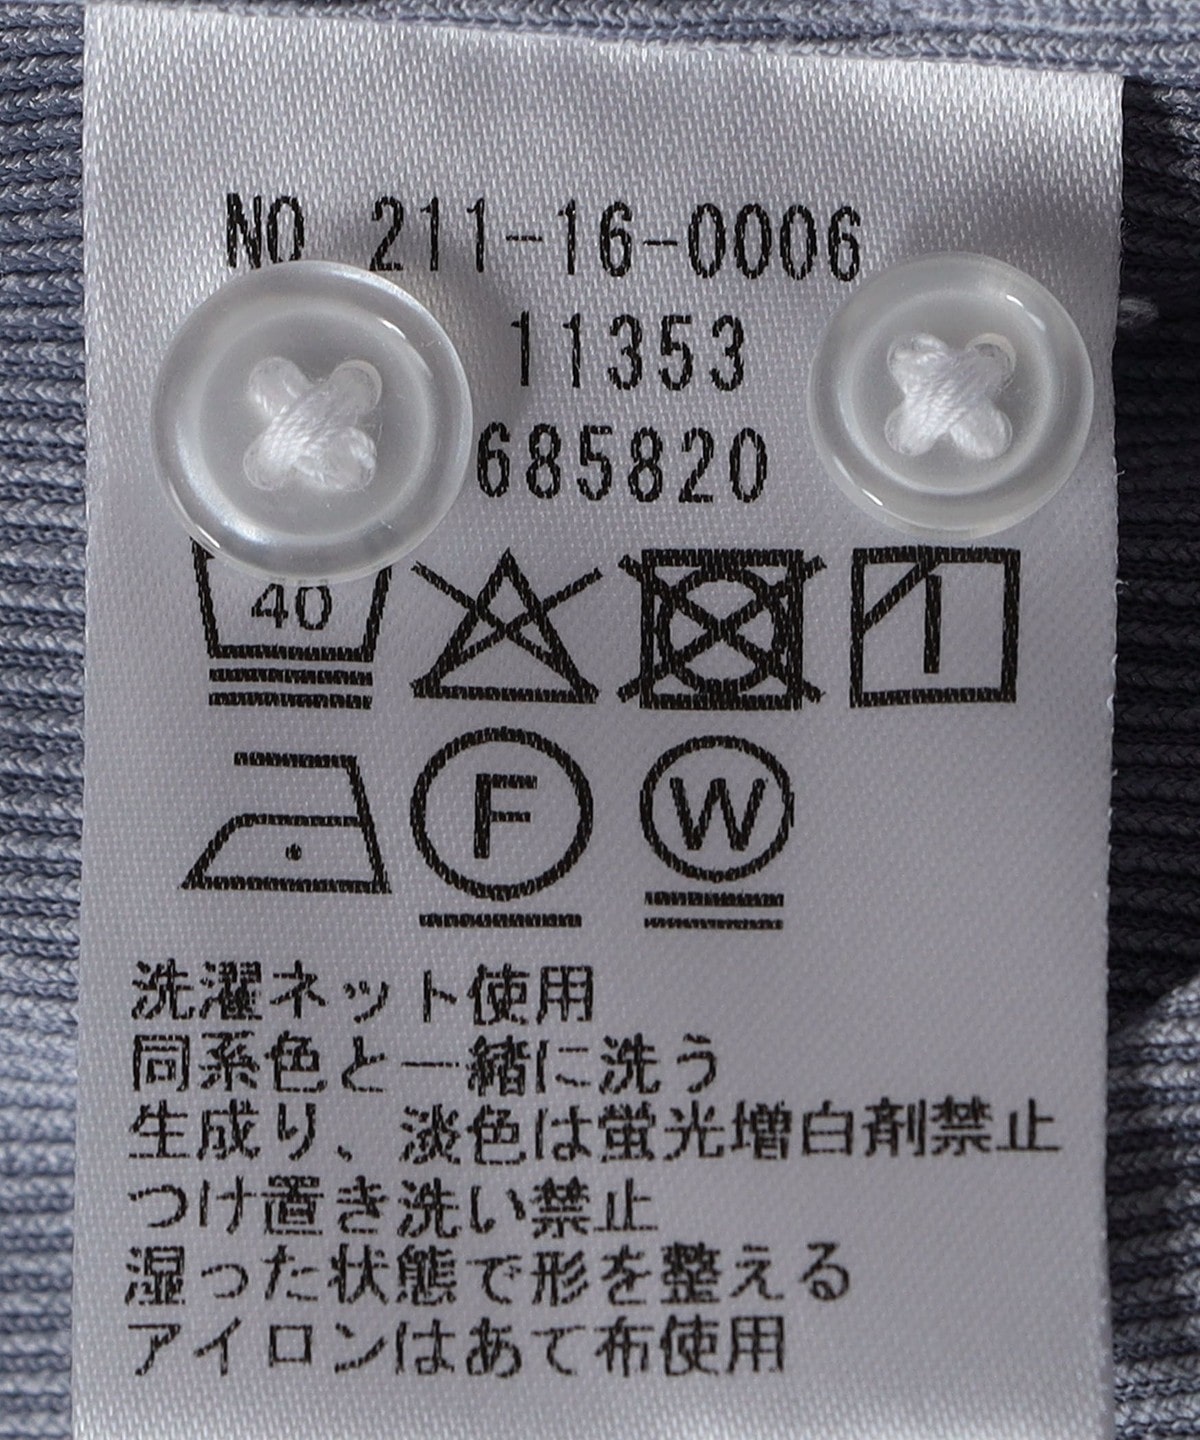 NO 211-16-0006
11353
685820
40
F W
洗濯ネット使用
同系色と一緒に洗う
生成り、淡色は蛍光増白剤禁止
つけ置き洗い禁止
湿った状態で形を整える
アイロンはあて布使用